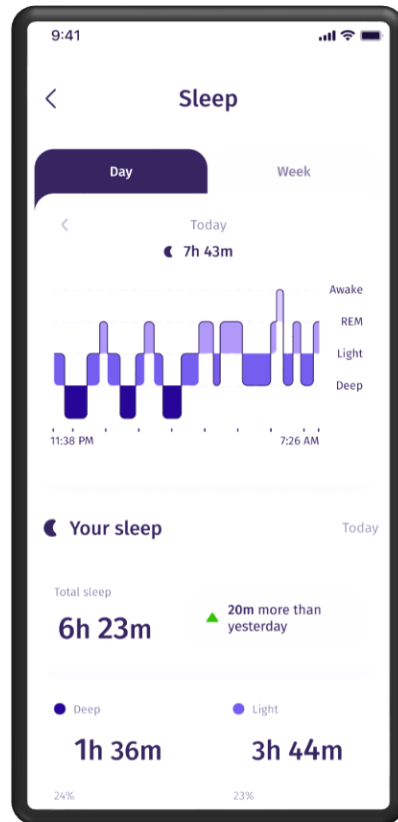 9:41
Sleep
Day Week
Today
7h 43m
Awake
REM
Light
Deep
11:38 PM 7:26 AM
Your sleep Today
Total sleep
6h 23m
20m more than
yesterday
Deep Light
1h 36m 3h 44m
24% 23%